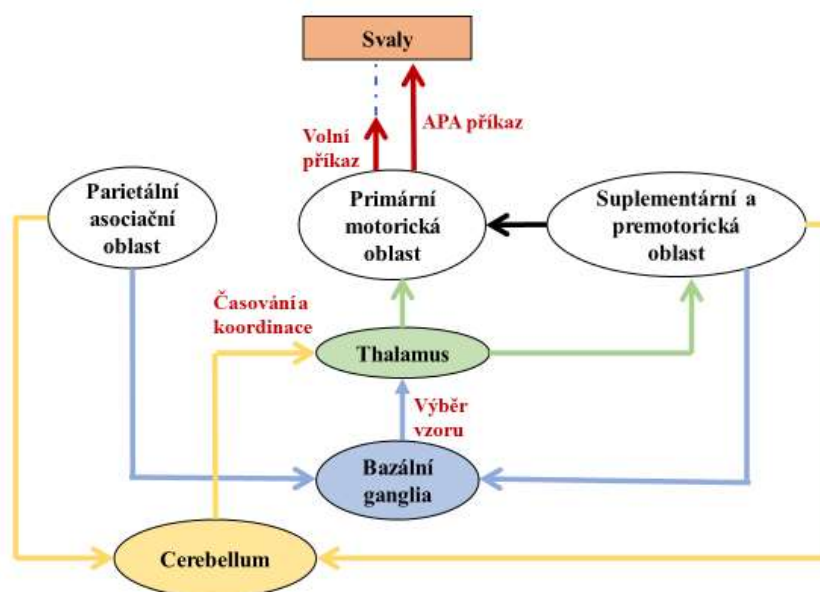 Svaly
APA příkaz
Volní
příkaz
Parietální
asociační
oblast
Primární
motorická
oblast
Suplementární a
premotorická
oblast
Časování a
koordinace
Thalamus
Výběr
vzoru
Bazální
ganglia
Cerebellum